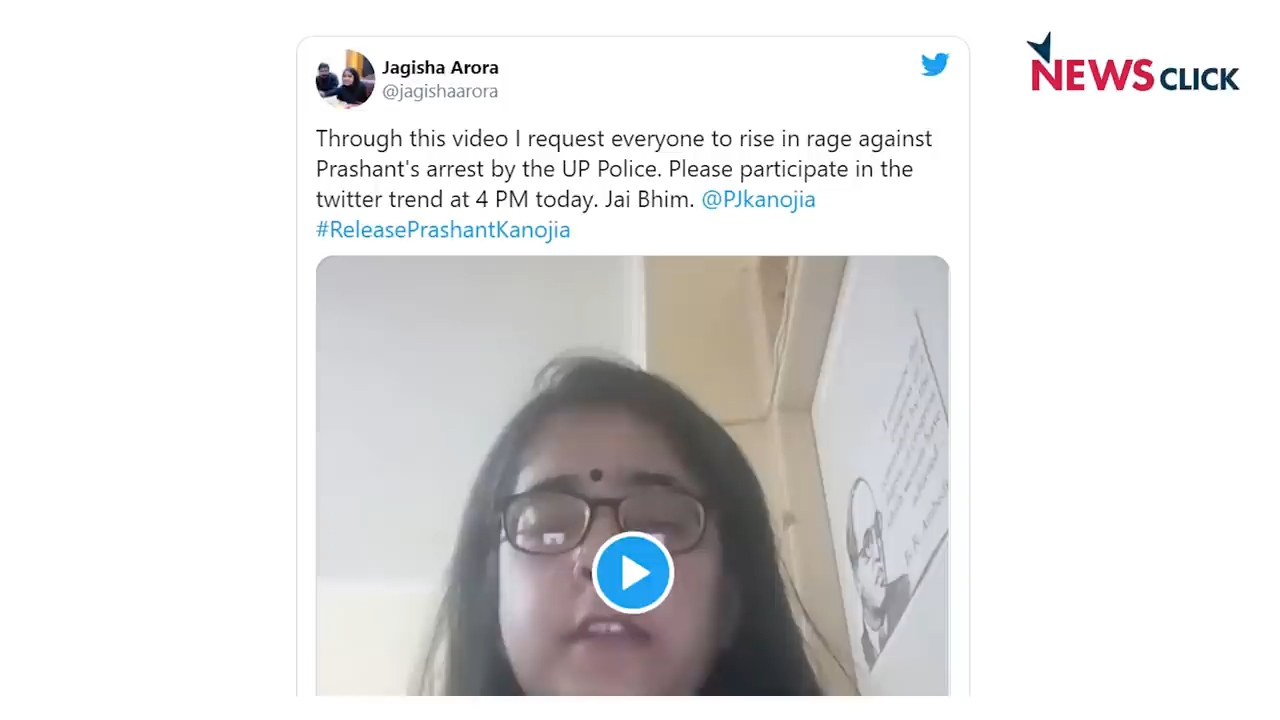 Jagisha Arora
@jagishaarora
NEWS CLICK
Through this video I request everyone to rise in rage against
Prashant's arrest by the UP Police. Please participate in the
twitter trend at 4 PM today. Jai Bhim. @PJkanojia
#ReleasePrashantKanojia